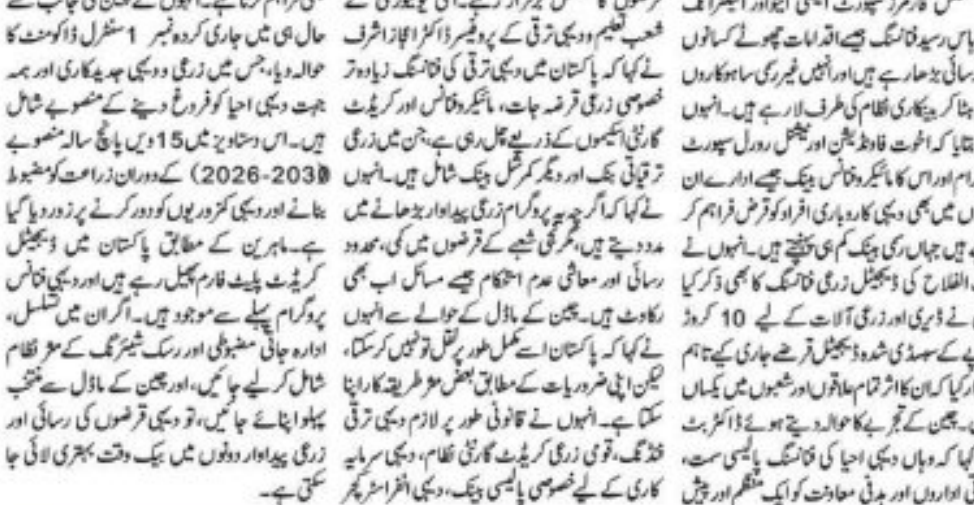 پاس رسید فنانسنگ جیسے اقدامات چھوٹے کسانوں
رسائی بڑھا رہے ہیں اور انہیں غیر رسمی ساہوکاروں
ہٹا کر بینکاری نظام کی طرف لا رہے ہیں۔ انہوں
بتایا کہ اخوت فاونڈیشن اور نیشنل رورل سپورٹ
رام اور اس کا مائیکروفنانس بینک جیسے ادارے ان
ں میں بھی دیہی کاروباری افراد کو قرض فراہم کر
ہیں جہاں رسمی بینک کم ہی پہنچتے ہیں۔ انہوں نے
الفلاح کی ڈیجیٹل زرعی فنانسنگ کا بھی ذکر کیا
نے ڈیری اور زرعی آلات کے لیے 10 کروڑ
پے کے سبسڈی شدہ ڈیجیٹل قرضے جاری کیے تاہم
کیا کہ ان کا اثر تمام علاقوں اور شعبوں میں یکساں
۔ چین کے تجربے کا حوالہ دیتے ہوئے ڈاکٹر بٹ
کہا کہ وہاں دیہی احیا کی فنانسنگ پالیسی سمت،
اداروں اور بدنی معاونت کو ایک منظم اور پیش
شعبہ تعلیم و دیہی ترقی کے پروفیسر ڈاکٹر اعجاز اشرف
نے کہا کہ پاکستان میں دیہی ترقی کی فنانسنگ زیادہ تر
خصوصی زرعی قرضہ جات، مائیکروفنانس اور کریڈٹ
گارنٹی اسکیموں کے ذریعے چل رہی ہے، جن میں زرعی
ترقیاتی بنک اور دیگر کمرشل بینک شامل ہیں۔ انہوں
نے کہا کہ اگرچہ یہ پروگرام زرعی پیداوار بڑھانے میں
مدد دیتے ہیں، مگر نجی شعبے کے قرضوں میں کمی، محدود
رسائی اور معاشی عدم استحکام جیسے مسائل اب بھی
رکاوٹ ہیں۔ چین کے ماڈل کے حوالے سے انہوں
نے کہا کہ پاکستان اسے مکمل طور پر نقل تو نہیں کر سکتا،
لیکن اپنی ضروریات کے مطابق بعض مؤثر طریقہ کار اپنا
سکتا ہے۔ انہوں نے قانونی طور پر لازم دیہی ترقی
فنڈنگ، قومی زرعی کریڈٹ گارنٹی نظام، دیہی سرمایہ
کاری کے لیے خصوصی پالیسی بینک، دیہی انفراسٹرکچر
حال ہی میں جاری کردہ نمبر 1 سنٹرل ڈاکومنٹ کا
حوالہ دیا، جس میں زرعی و دیہی جدیدکاری اور ہمہ
جہت دیہی احیا کو فروغ دینے کے منصوبے شامل
ہیں۔ اس دستاویز میں 15ویں پانچ سالہ منصوبے
(2026-2030) کے دوران زراعت کو مضبوط
بنانے اور دیہی کمزوریوں کو دور کرنے پر زور دیا گیا
ہے۔ ماہرین کے مطابق پاکستان میں ڈیجیٹل
کریڈٹ پلیٹ فارم پھیل رہے ہیں اور دیہی فنانس
پروگرام پہلے سے موجود ہیں۔ اگر ان میں تسلسل،
ادارہ جاتی مضبوطی اور رسک شیئرنگ کے مؤثر نظام
شامل کر لیے جائیں، اور چین کے ماڈل سے منتخب
پہلو اپنائے جائیں، تو دیہی قرضوں کی رسائی اور
زرعی پیداوار دونوں میں بیک وقت بہتری لائی جا
سکتی ہے۔